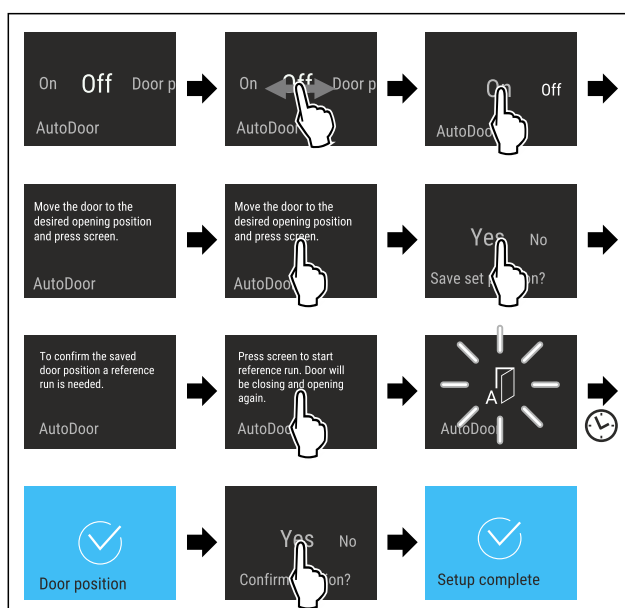 On Off Door p
AutoDoor
On Off Door p
AutoDoor
On Off
AutoDoo
Move the door to the
desired opening position
and press screen.
AutoDoor
Move the door to the
desired opening position
and press screen.
AutoDoo
Yes No
Save set p n?
To confirm the saved
door position a reference
run is needed.
AutoDoor
Press screen to start
reference run. Door will
be closing and opening
again.
AutoDoo
A
AutoDoor
Door position
Yes No
Confirm on?
Setup complete